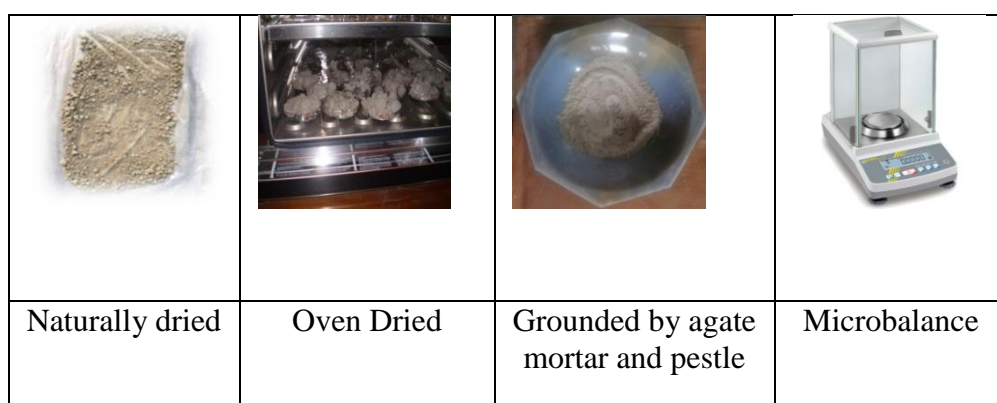 Naturally dried
Oven Dried
Grounded by agate
mortar and pestle
Microbalance